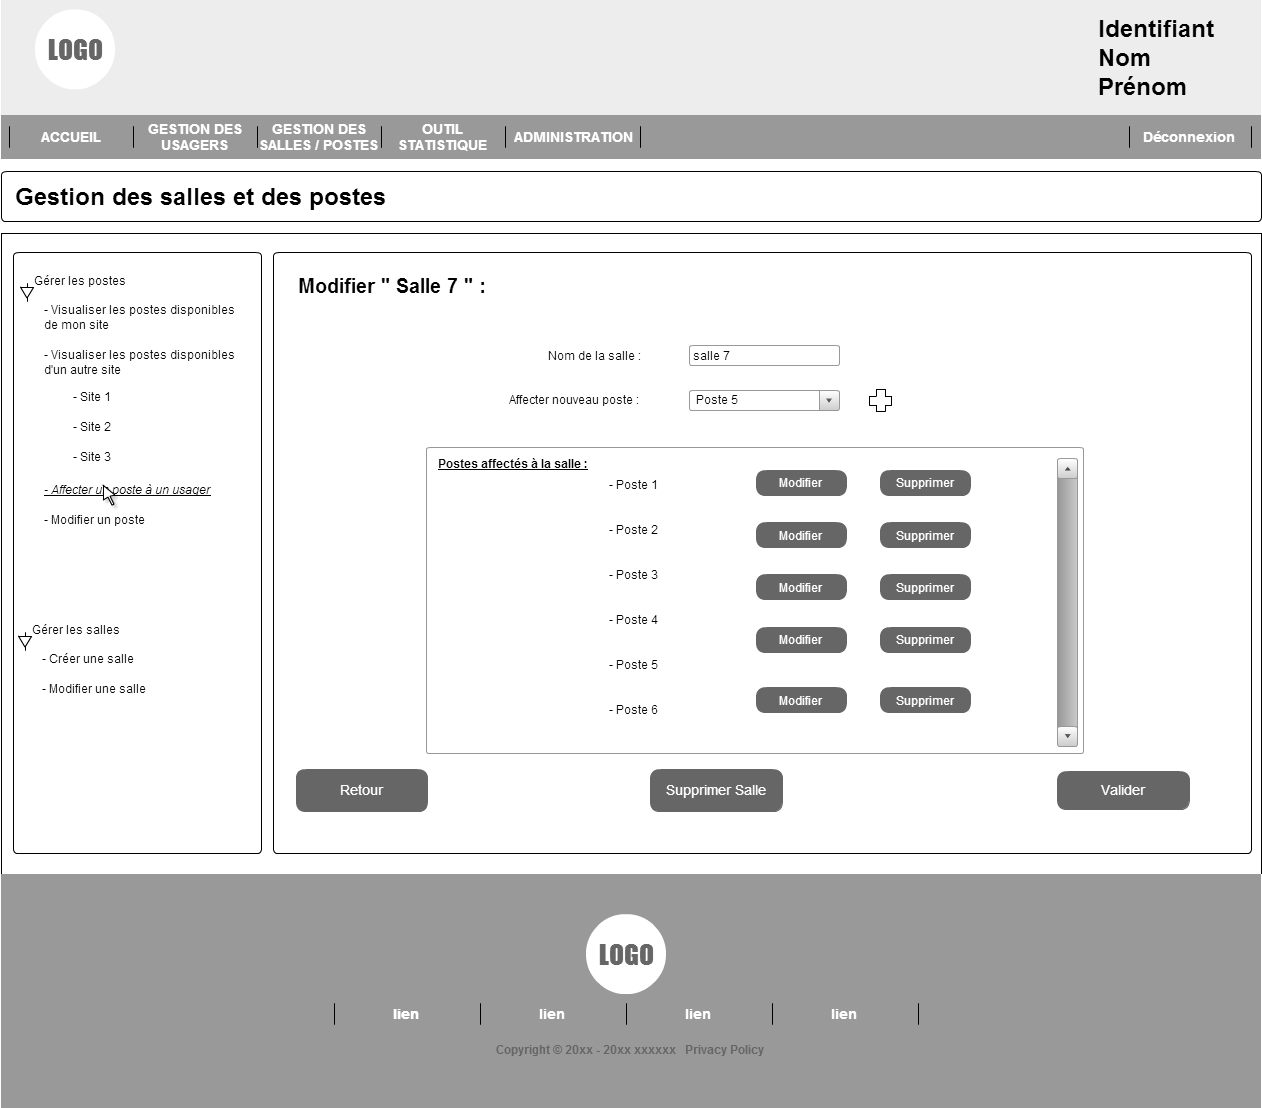 LOGO
Identifiant
Nom
Prénom
ACCUEIL
GESTION DES
USAGERS
GESTION DES
SALLES / POSTES
OUTIL
STATISTIQUE
ADMINISTRATION
Déconnexion
Gestion des salles et des postes
Gérer les postes
- Visualiser les postes disponibles
de mon site
- Visualiser les postes disponibles
d'un autre site
- Site 1
- Site 2
- Site 3
- Affecter un poste à un usager
- Modifier un poste
Gérer les salles
- Créer une salle
- Modifier une salle
Modifier " Salle 7 " :
Nom de la salle : salle 7
Affecter nouveau poste : Poste 5
Postes affectés à la salle :
- Poste 1 Modifier Supprimer
- Poste 2 Modifier Supprimer
- Poste 3 Modifier Supprimer
- Poste 4 Modifier Supprimer
- Poste 5
- Poste 6 Modifier Supprimer
Retour Supprimer Salle Valider
LOGO
lien lien lien lien
Copyright © 20xx - 20xx xxxxxx Privacy Policy